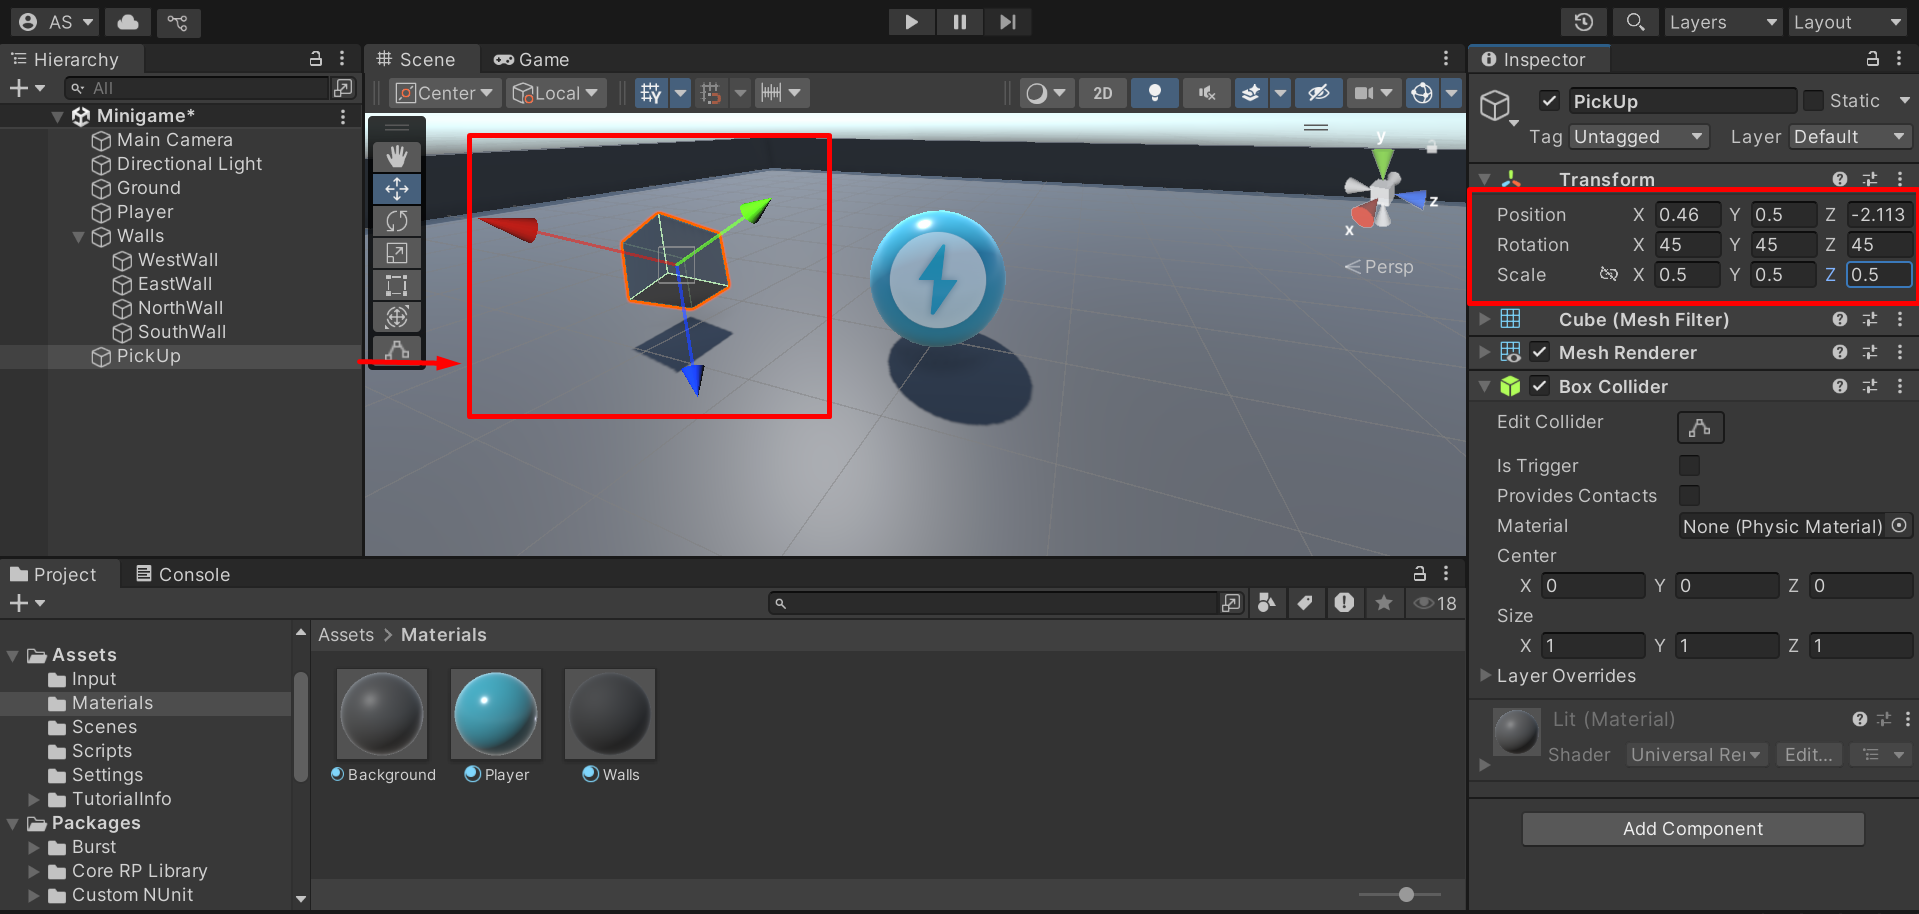 AS
Layers
Layout
Hierarchy
All
Minigame*
Main Camera
Directional Light
Ground
Player
Walls
WestWall
EastWall
NorthWall
SouthWall
PickUp
Scene
Game
Center
Local
2D
y
z
x
Persp
Inspector
PickUp
Static
Tag Untagged Layer Default
Transform
Position X 0.46 Y 0.5 Z -2.113
Rotation X 45 Y 45 Z 45
Scale X 0.5 Y 0.5 Z 0.5
Cube (Mesh Filter)
Mesh Renderer
Box Collider
Edit Collider
Is Trigger
Provides Contacts
Material None (Physic Material)
Center
X 0 Y 0 Z 0
Size
X 1 Y 1 Z 1
Layer Overrides
Lit (Material)
Shader Universal Re Edit...
Add Component
Project
Console
18
Assets
Input
Materials
Scenes
Scripts
Settings
TutorialInfo
Packages
Burst
Core RP Library
Custom NUnit
Assets > Materials
Background
Player
Walls